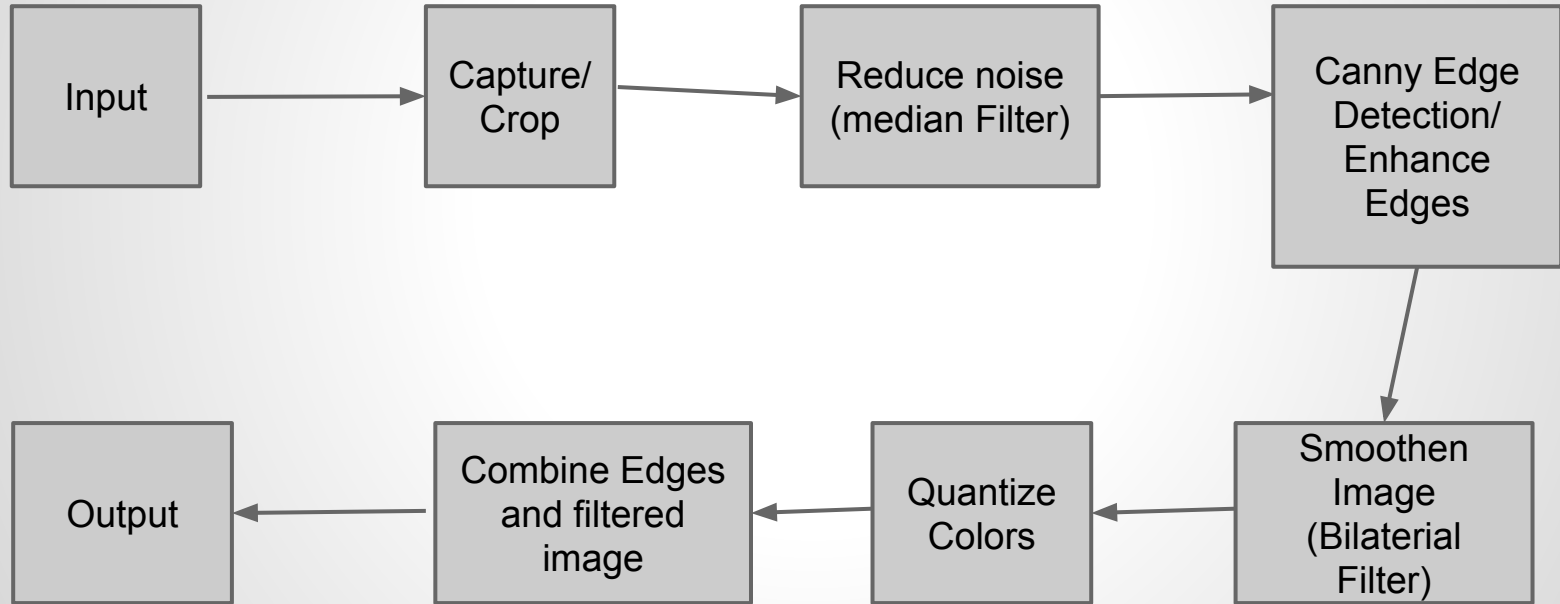 Input
Capture/
Crop
Reduce noise
(median Filter)
Canny Edge
Detection/
Enhance
Edges
Smoothen
Image
(Bilaterial
Filter)
Quantize
Colors
Combine Edges
and filtered
image
Output